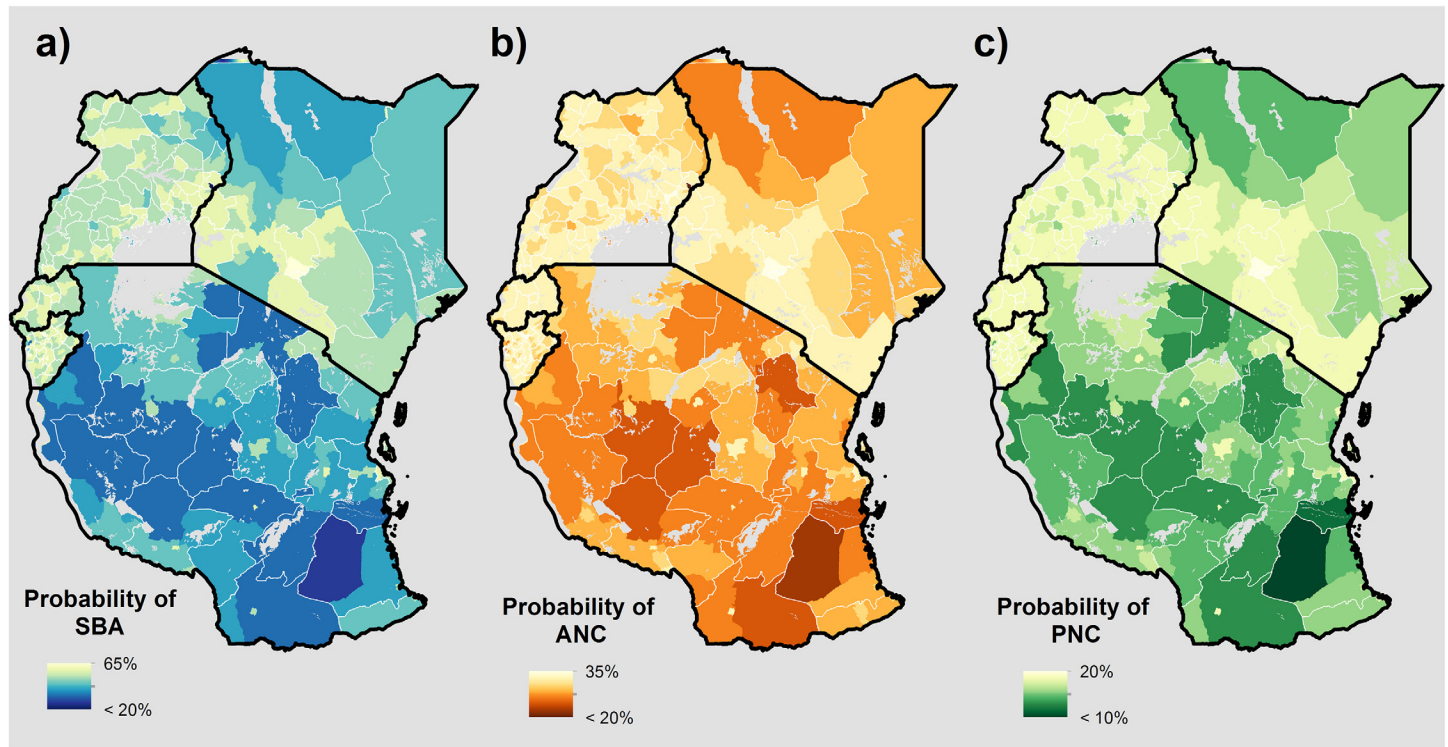 a)
b)
c)
Probability of
SBA
65%
< 20%
Probability of
ANC
35%
< 20%
Probability of
PNC
20%
< 10%